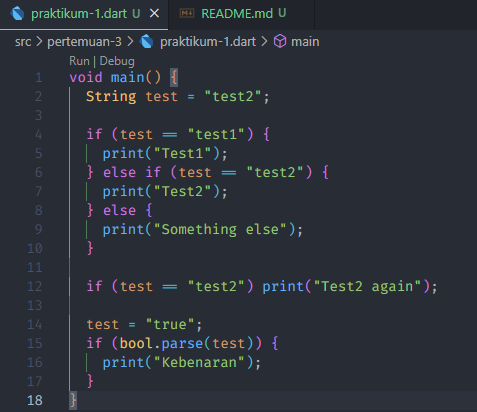 praktikum-1.dart U × README.md U
src > pertemuan-3 > praktikum-1.dart > main
Run | Debug
1 void main() {
2   String test = "test2";
3
4   if (test == "test1") {
5     print("Test1");
6   } else if (test == "test2") {
7     print("Test2");
8   } else {
9     print("Something else");
10   }
11
12   if (test == "test2") print("Test2 again");
13
14   test = "true";
15   if (bool.parse(test)) {
16     print("Kebenaran");
17   }
18 }